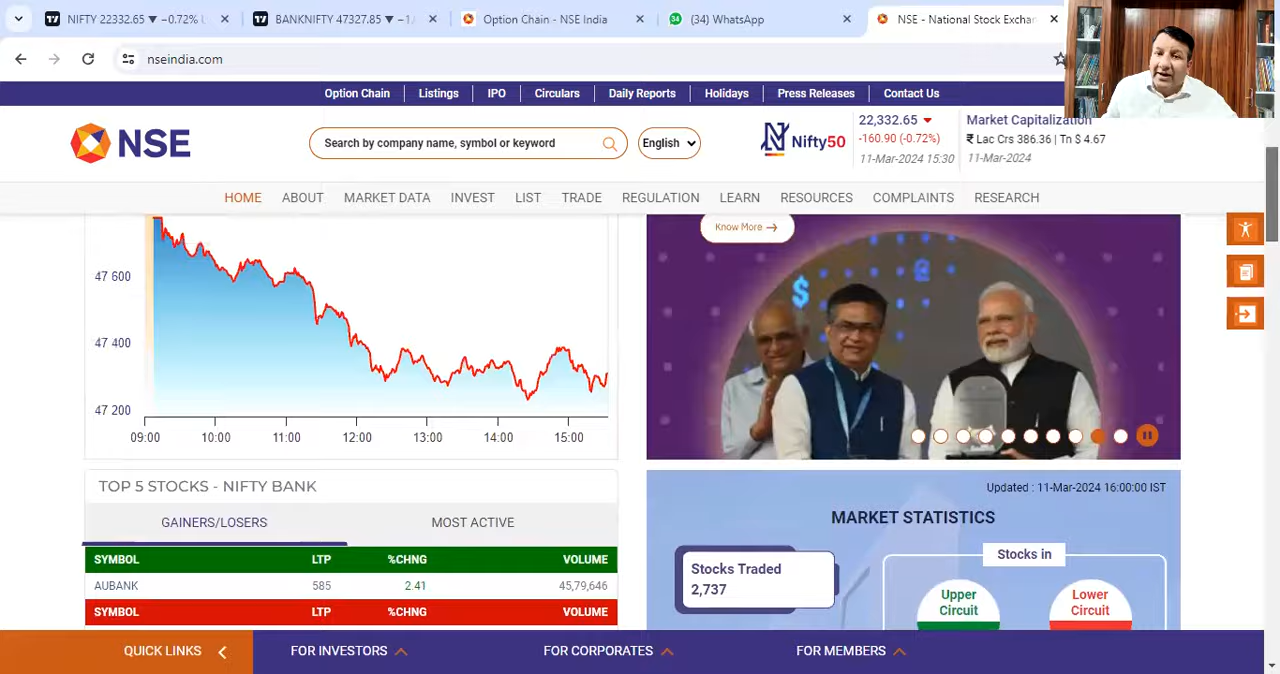 NIFTY 22332.65 ▼ −0.72%
BANKNIFTY 47327.85 ▼ −1.
Option Chain - NSE India
34
(34) WhatsApp
NSE - National Stock Exchan
nseindia.com
Option Chain
Listings
IPO
Circulars
Daily Reports
Holidays
Press Releases
Contact Us
NSE
Search by company name, symbol or keyword
English
Nifty50
22,332.65
-160.90 (-0.72%)
11-Mar-2024 15:30
Market Capitalization
₹ Lac Crs 386.36 | Tn $ 4.67
11-Mar-2024
HOME
ABOUT
MARKET DATA
INVEST
LIST
TRADE
REGULATION
LEARN
RESOURCES
COMPLAINTS
RESEARCH
47 600
47 400
47 200
09:00
10:00
11:00
12:00
13:00
14:00
15:00
Know More →
$
TOP 5 STOCKS - NIFTY BANK
GAINERS/LOSERS
MOST ACTIVE
SYMBOL LTP %CHNG VOLUME
AUBANK 585 2.41 45,79,646
SYMBOL LTP %CHNG VOLUME
Updated : 11-Mar-2024 16:00:00 IST
MARKET STATISTICS
Stocks Traded
2,737
Stocks in
Upper
Circuit
Lower
Circuit
QUICK LINKS
FOR INVESTORS
FOR CORPORATES
FOR MEMBERS